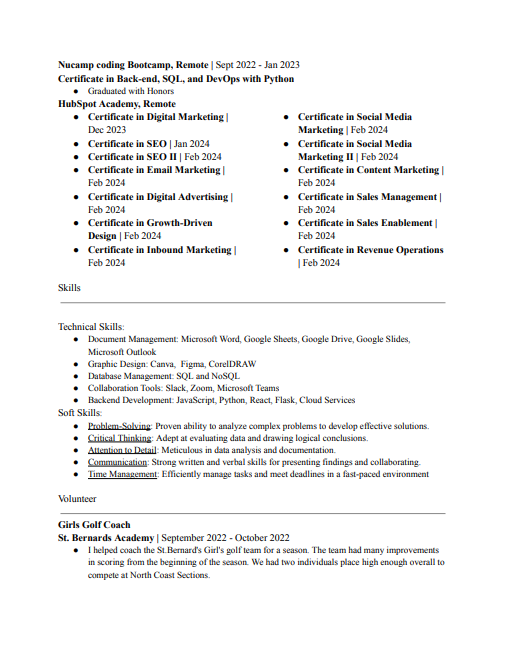 Nucamp coding Bootcamp, Remote | Sept 2022 - Jan 2023
Certificate in Back-end, SQL, and DevOps with Python
● Graduated with Honors
HubSpot Academy, Remote
● Certificate in Digital Marketing |
Dec 2023
● Certificate in SEO | Jan 2024
● Certificate in SEO II | Feb 2024
● Certificate in Email Marketing |
Feb 2024
● Certificate in Digital Advertising |
Feb 2024
● Certificate in Growth-Driven
Design | Feb 2024
● Certificate in Inbound Marketing |
Feb 2024
● Certificate in Social Media
Marketing | Feb 2024
● Certificate in Social Media
Marketing II | Feb 2024
● Certificate in Content Marketing |
Feb 2024
● Certificate in Sales Management |
Feb 2024
● Certificate in Sales Enablement |
Feb 2024
● Certificate in Revenue Operations
| Feb 2024
Skills
Technical Skills:
● Document Management: Microsoft Word, Google Sheets, Google Drive, Google Slides,
Microsoft Outlook
● Graphic Design: Canva, Figma, CorelDRAW
● Database Management: SQL and NoSQL
● Collaboration Tools: Slack, Zoom, Microsoft Teams
● Backend Development: JavaScript, Python, React, Flask, Cloud Services
Soft Skills:
● Problem-Solving: Proven ability to analyze complex problems to develop effective solutions.
● Critical Thinking: Adept at evaluating data and drawing logical conclusions.
● Attention to Detail: Meticulous in data analysis and documentation.
● Communication: Strong written and verbal skills for presenting findings and collaborating.
● Time Management: Efficiently manage tasks and meet deadlines in a fast-paced environment
Volunteer
Girls Golf Coach
St. Bernards Academy | September 2022 - October 2022
● I helped coach the St.Bernard's Girl's golf team for a season. The team had many improvements
in scoring from the beginning of the season. We had two individuals place high enough overall to
compete at North Coast Sections.